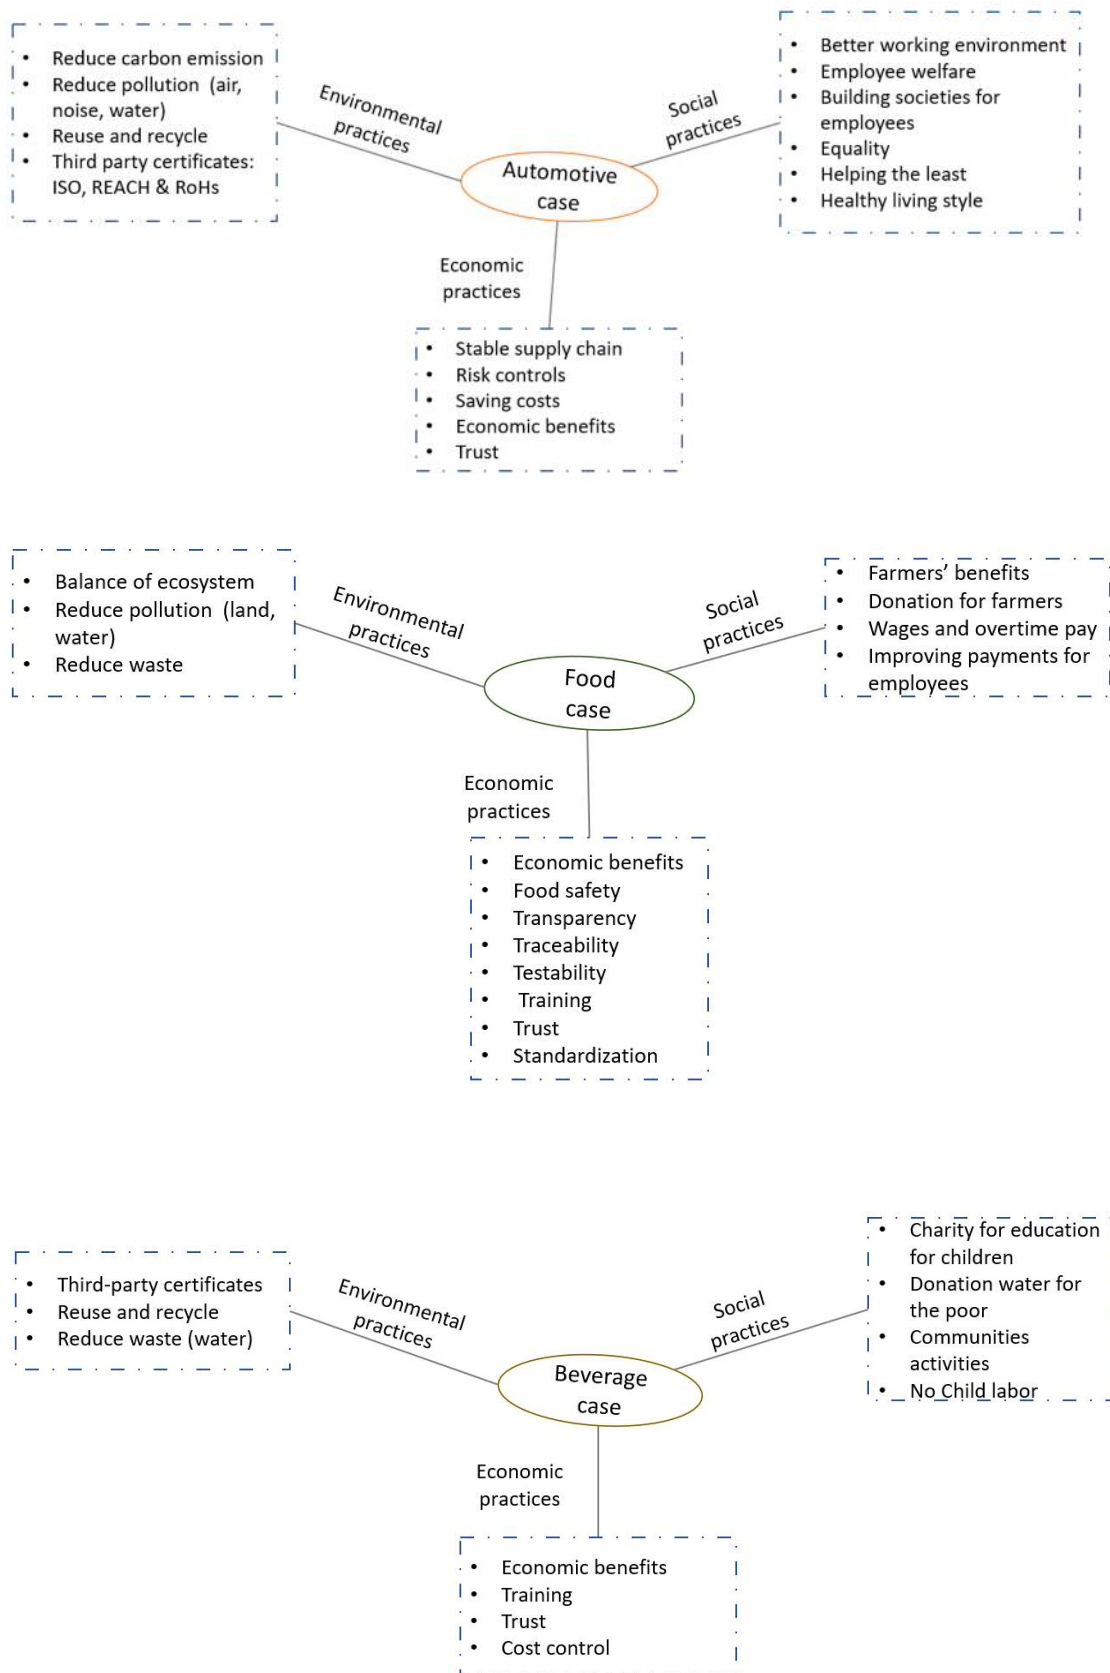 • Reduce carbon emission
• Reduce pollution (air,
noise, water)
• Reuse and recycle
• Third party certificates:
ISO, REACH & RoHs
Environmental
practices
Automotive
case
Social
practices
• Better working environment
• Employee welfare
• Building societies for
employees
• Equality
• Helping the least
• Healthy living style
Economic
practices
• Stable supply chain
• Risk controls
• Saving costs
• Economic benefits
• Trust
• Balance of ecosystem
• Reduce pollution (land,
water)
• Reduce waste
Environmental
practices
Food
case
Social
practices
• Farmers’ benefits
• Donation for farmers
• Wages and overtime pay
• Improving payments for
employees
Economic
practices
• Economic benefits
• Food safety
• Transparency
• Traceability
• Testability
• Training
• Trust
• Standardization
• Third-party certificates
• Reuse and recycle
• Reduce waste (water)
Environmental
practices
Beverage
case
Social
practices
• Charity for education
for children
• Donation water for
the poor
• Communities
activities
• No Child labor
Economic
practices
• Economic benefits
• Training
• Trust
• Cost control